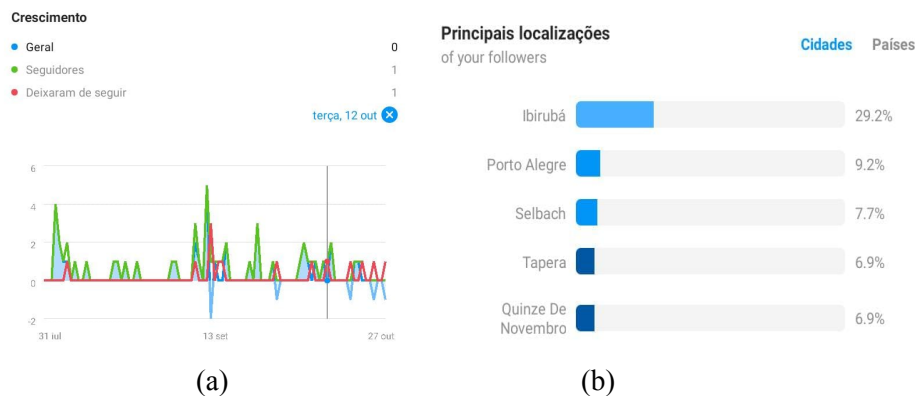 Crescimento
Geral 0
Seguidores 1
Deixaram de seguir 1
terça, 12 out
6
4
2
0
-2
31 jul 13 set 27 out
(a)
Principais localizações
of your followers
Cidades Países
Ibirubá 29.2%
Porto Alegre 9.2%
Selbach 7.7%
Tapera 6.9%
Quinze De
Novembro 6.9%
(b)